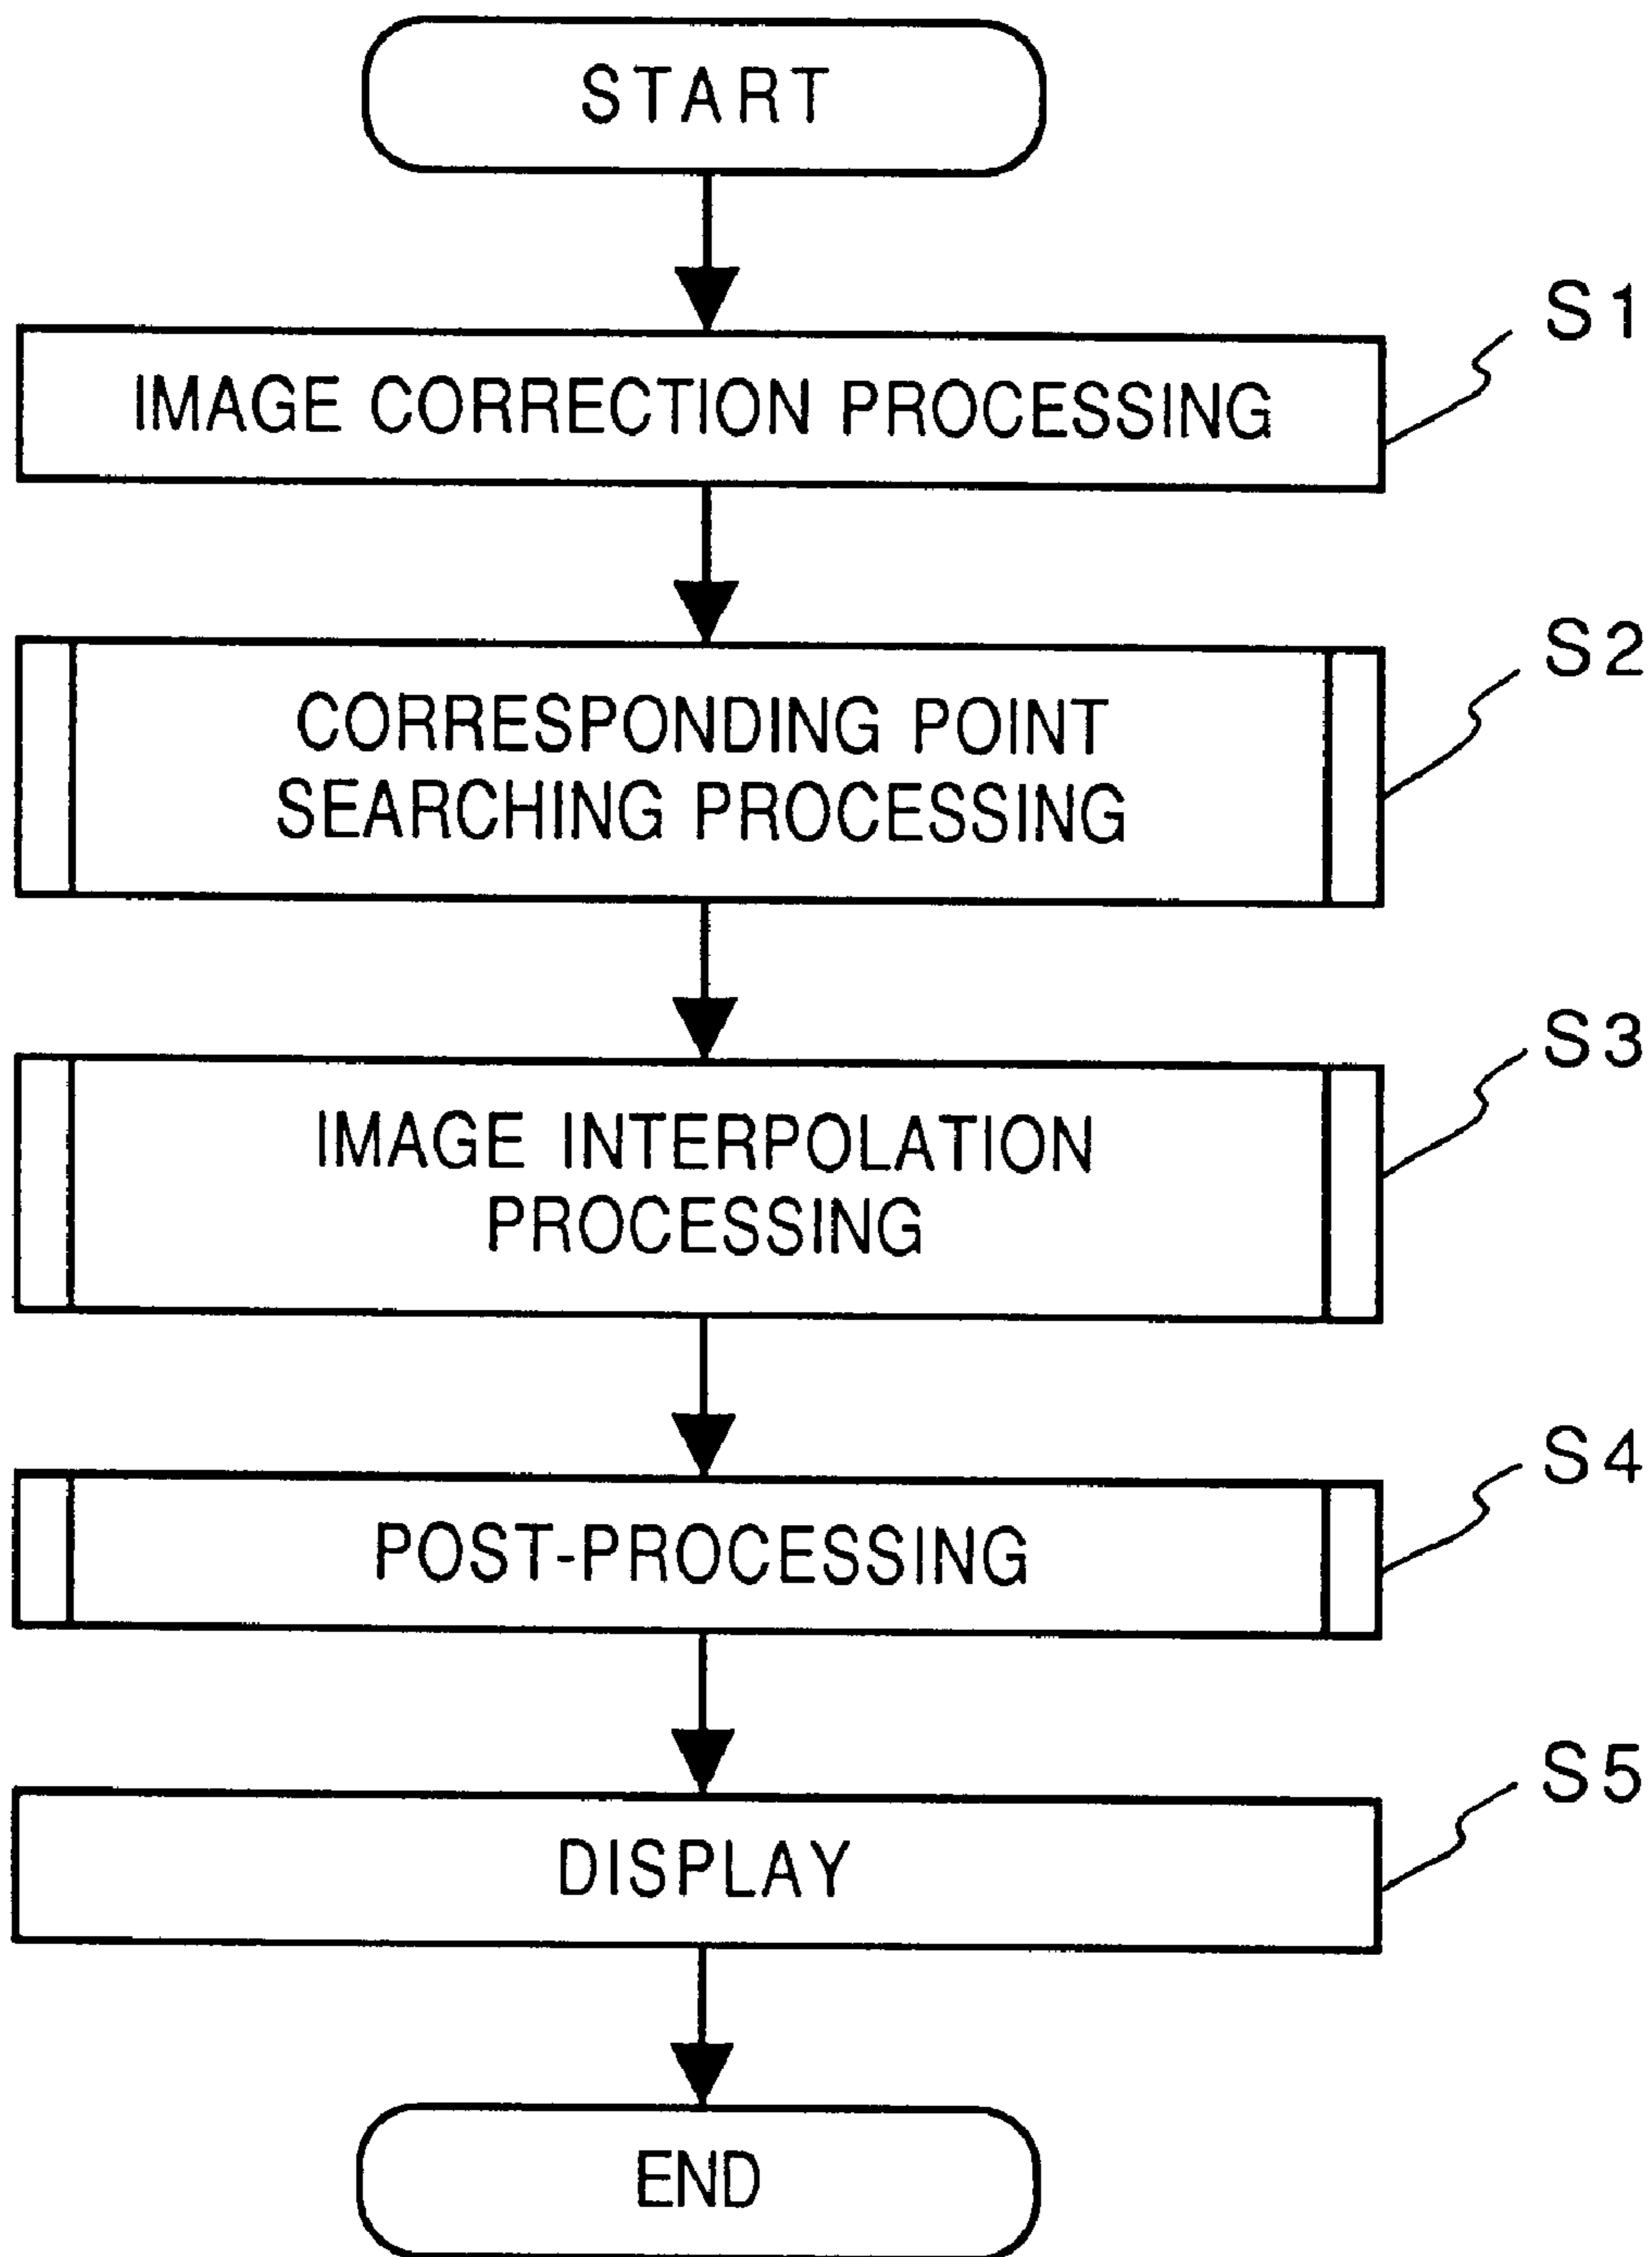 START
S1
IMAGE CORRECTION PROCESSING
S2
CORRESPONDING POINT
SEARCHING PROCESSING
S3
IMAGE INTERPOLATION
PROCESSING
S4
POST-PROCESSING
S5
DISPLAY
END